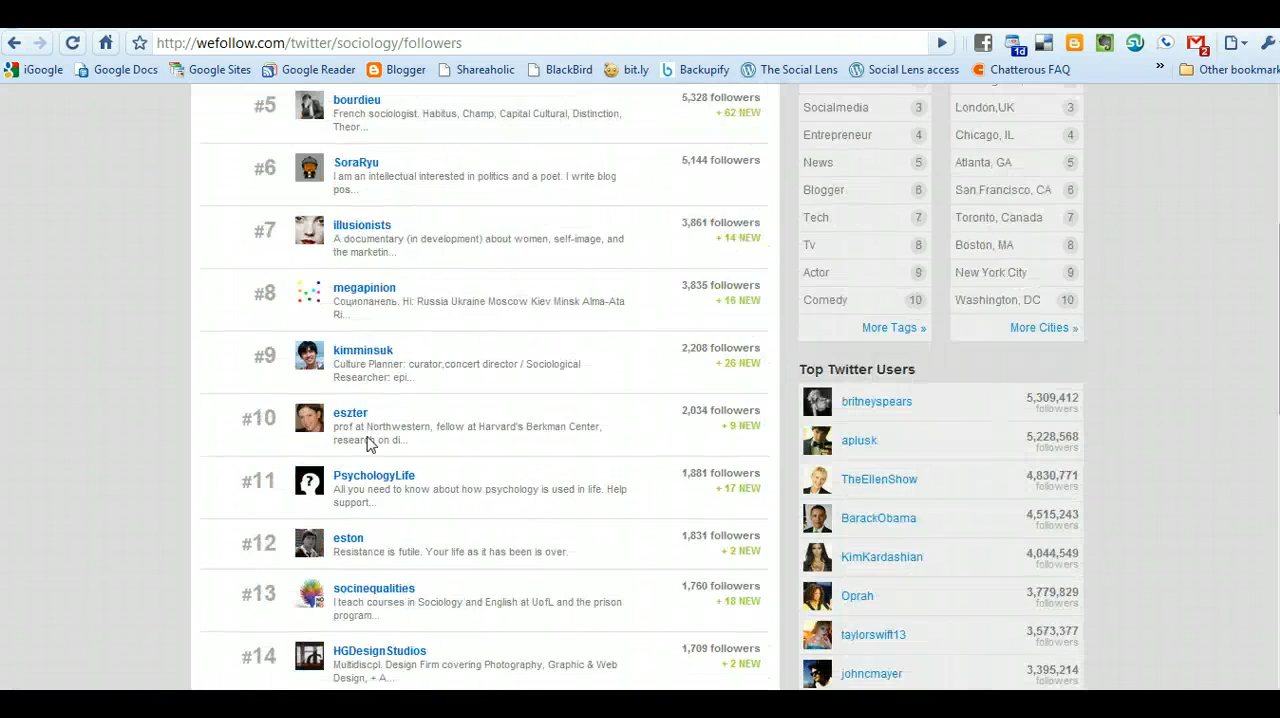 http://wefollow.com/twitter/sociology/followers
1d
2
iGoogle Google Docs Google Sites Google Reader Blogger Shareaholic BlackBird bit.ly Backupify The Social Lens Social Lens access Chatterous FAQ » Other bookmark
#5 bourdieu 5,328 followers
French sociologist. Habitus, Champ, Capital Cultural, Distinction, + 62 NEW
Theor...
#6 SoraRyu 5,144 followers
I am an intellectual interested in politics and a poet. I write blog
pos...
#7 illusionists 3,861 followers
A documentary (in development) about women, self-image, and + 14 NEW
the marketin...
#8 megapinion 3,835 followers
Социопанель. Hi: Russia Ukraine Moscow Kiev Minsk Alma-Ata + 16 NEW
Ri...
#9 kimminsuk 2,208 followers
Culture Planner: curator,concert director / Sociological + 26 NEW
Researcher: epi...
#10 eszter 2,034 followers
prof at Northwestern, fellow at Harvard's Berkman Center, + 9 NEW
research on di...
#11 PsychologyLife 1,881 followers
All you need to know about how psychology is used in life. Help + 17 NEW
support...
#12 eston 1,831 followers
Resistance is futile. Your life as it has been is over. + 2 NEW
#13 socinequalities 1,760 followers
I teach courses in Sociology and English at UofL and the prison + 18 NEW
program...
#14 HGDesignStudios 1,709 followers
Multidiscpl. Design Firm covering Photography, Graphic & Web + 2 NEW
Design, + A...
Socialmedia 3 London,UK 3
Entrepreneur 4 Chicago, IL 4
News 5 Atlanta, GA 5
Blogger 6 San Francisco, CA 6
Tech 7 Toronto, Canada 7
Tv 8 Boston, MA 8
Actor 9 New York City 9
Comedy 10 Washington, DC 10
More Tags » More Cities »
Top Twitter Users
britneyspears 5,309,412
followers
aplusk 5,228,568
followers
TheEllenShow 4,830,771
followers
BarackObama 4,515,243
followers
KimKardashian 4,044,549
followers
Oprah 3,779,829
followers
taylorswift13 3,573,377
followers
johncmayer 3,395,214
followers